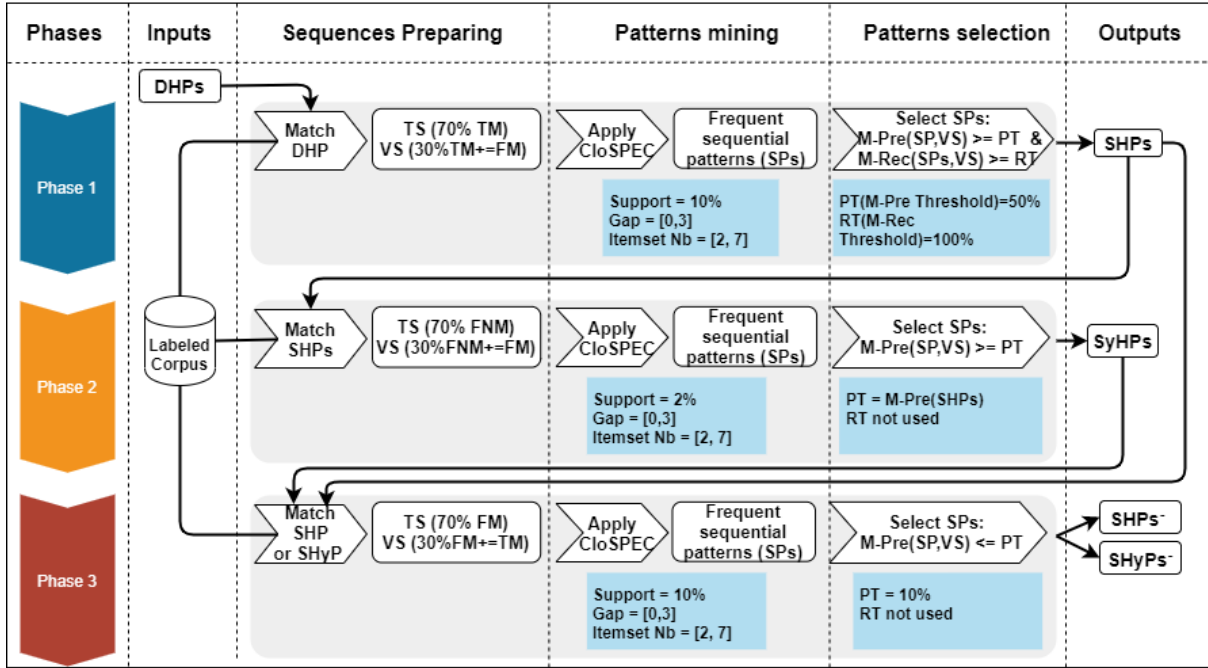 Phases
Inputs
Sequences Preparing
Patterns mining
Patterns selection
Outputs
DHPs
Phase 1
Match
DHP
TS (70% TM)
VS (30%TM+=FM)
Apply
CloSPEC
Frequent
sequential
patterns (SPs)
Select SPs:
M-Pre(SP,VS) >= PT &
M-Rec(SPs,VS) >= RT
SHPs
Support = 10%
Gap = [0,3]
Itemset Nb = [2, 7]
PT(M-Pre Threshold)=50%
RT(M-Rec
Threshold)=100%
Labeled
Corpus
Phase 2
Match
SHPs
TS (70% FNM)
VS (30%FNM+=FM)
Apply
CloSPEC
Frequent
sequential
patterns (SPs)
Select SPs:
M-Pre(SP,VS) >= PT
SyHPs
Support = 2%
Gap = [0,3]
Itemset Nb = [2, 7]
PT = M-Pre(SHPs)
RT not used
Phase 3
Match
SHP
or SHyP
TS (70% FM)
VS (30%FM+=TM)
Apply
CloSPEC
Frequent
sequential
patterns (SPs)
Select SPs:
M-Pre(SP,VS) <= PT
SHPs⁻
SHyPs⁻
Support = 10%
Gap = [0,3]
Itemset Nb = [2, 7]
PT = 10%
RT not used